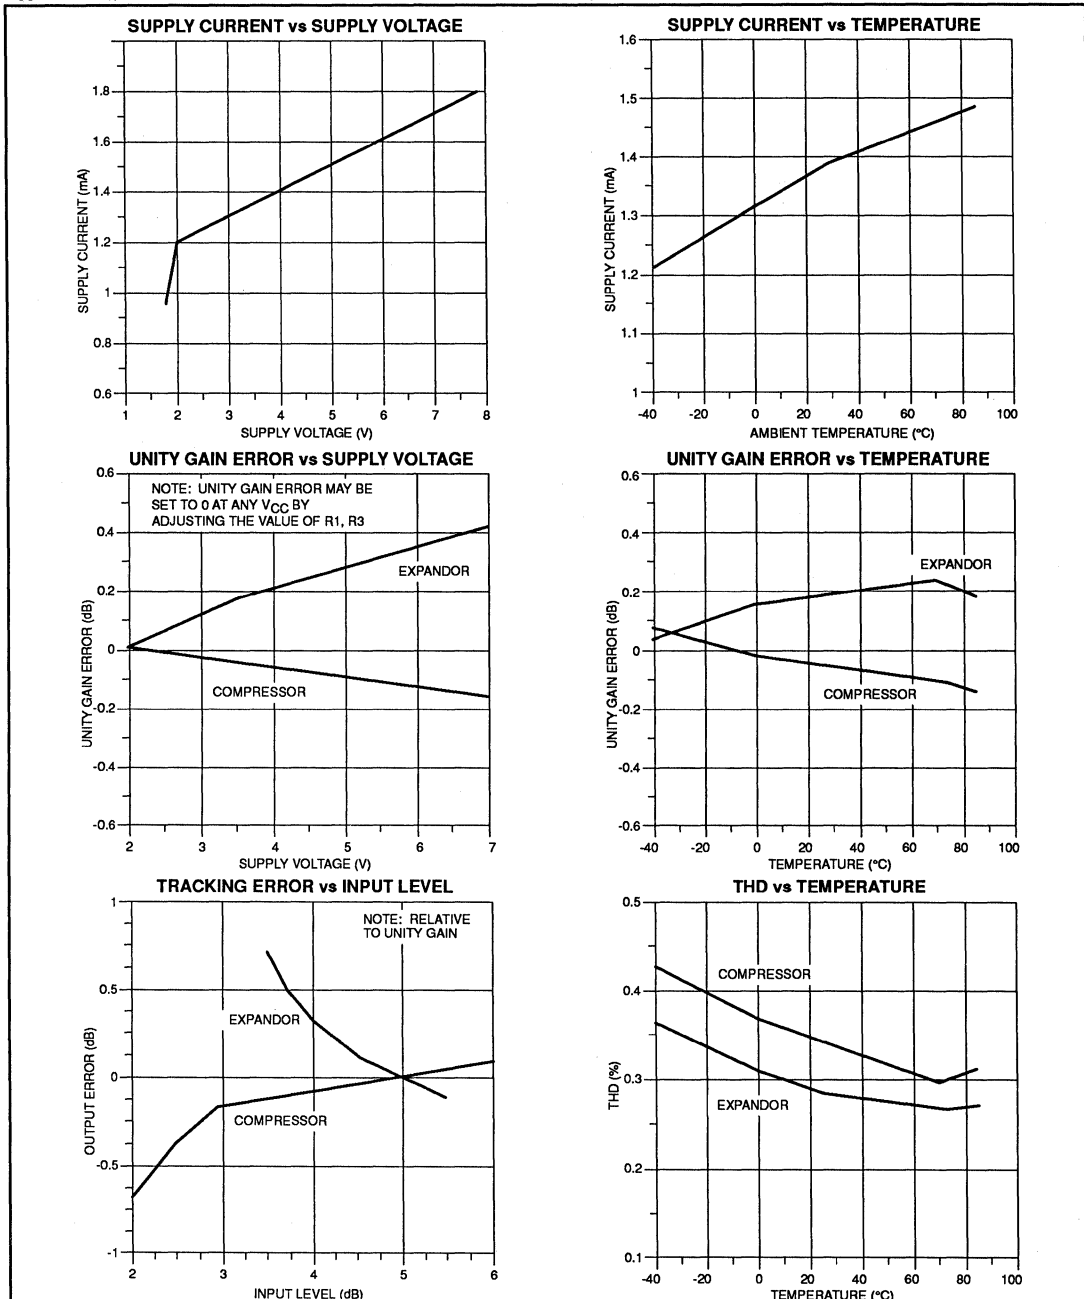 SUPPLY CURRENT vs SUPPLY VOLTAGE
1.8
1.6
1.4
1.2
1
0.8
0.6
SUPPLY CURRENT (mA)
1 2 3 4 5 6 7 8
SUPPLY VOLTAGE (V)
SUPPLY CURRENT vs TEMPERATURE
1.6
1.5
1.4
1.3
1.2
1.1
1
SUPPLY CURRENT (mA)
-40 -20 0 20 40 60 80 100
AMBIENT TEMPERATURE (°C)
UNITY GAIN ERROR vs SUPPLY VOLTAGE
NOTE: UNITY GAIN ERROR MAY BE
SET TO 0 AT ANY VCC BY
ADJUSTING THE VALUE OF R1, R3
0.6
0.4
0.2
0
-0.2
-0.4
-0.6
UNITY GAIN ERROR (dB)
EXPANDOR
COMPRESSOR
2 3 4 5 6 7
SUPPLY VOLTAGE (V)
UNITY GAIN ERROR vs TEMPERATURE
0.6
0.4
0.2
0
-0.2
-0.4
-0.6
UNITY GAIN ERROR (dB)
EXPANDOR
COMPRESSOR
-40 -20 0 20 40 60 80 100
TEMPERATURE (°C)
TRACKING ERROR vs INPUT LEVEL
NOTE: RELATIVE
TO UNITY GAIN
1
0.5
0
-0.5
-1
OUTPUT ERROR (dB)
EXPANDOR
COMPRESSOR
2 3 4 5 6
INPUT LEVEL (dB)
THD vs TEMPERATURE
0.5
0.4
0.3
0.2
0.1
THD (%)
COMPRESSOR
EXPANDOR
-40 -20 0 20 40 60 80 100
TEMPERATURE (°C)